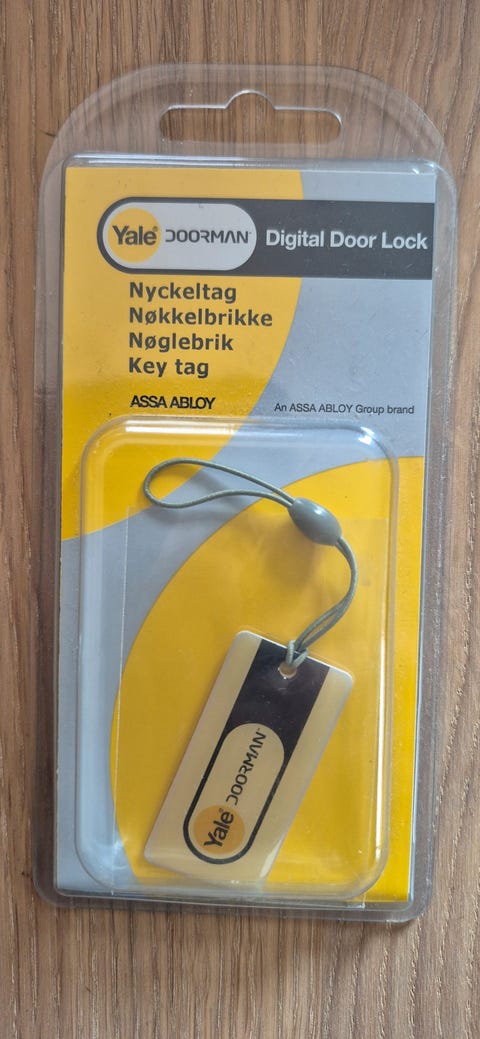 Yale DOORMAN Digital Door Lock
Nyckeltag
Nøkkelbrikke
Nøglebrik
Key tag
ASSA ABLOY An ASSA ABLOY Group brand
Yale DOORMAN